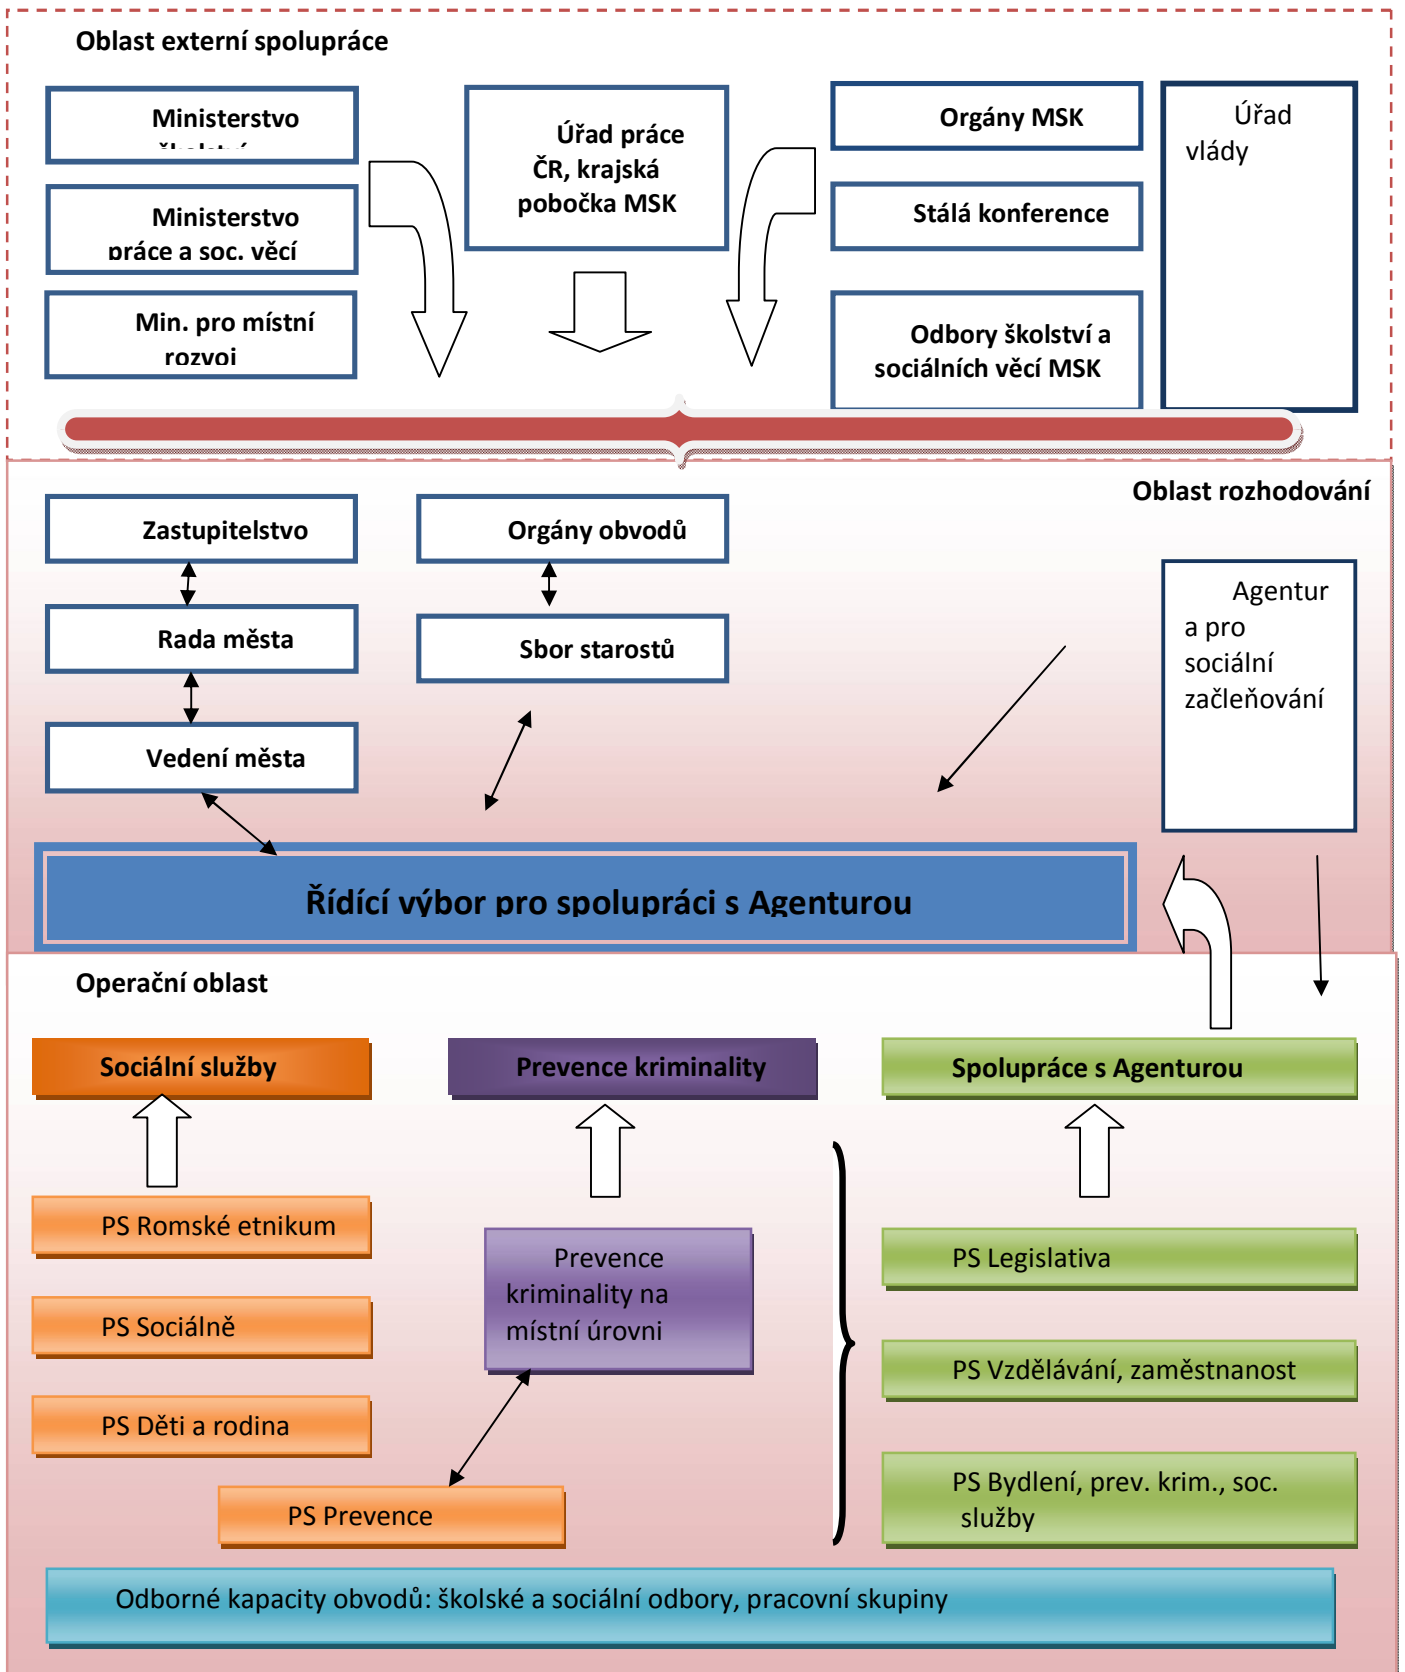 Oblast externí spolupráce
Ministerstvo
Ministerstvo
práce a soc. věcí
Min. pro místní
rozvoj
Úřad práce
ČR, krajská
pobočka MSK
Orgány MSK
Stálá konference
Odbory školství a
sociálních věcí MSK
Úřad
vlády
Oblast rozhodování
Zastupitelstvo
Rada města
Vedení města
Orgány obvodů
Sbor starostů
Agentur
a pro
sociální
začleňování
Řídící výbor pro spolupráci s Agenturou
Operační oblast
Sociální služby
PS Romské etnikum
PS Sociálně
PS Děti a rodina
PS Prevence
Prevence kriminality
Prevence
kriminality na
místní úrovni
Spolupráce s Agenturou
PS Legislativa
PS Vzdělávání, zaměstnanost
PS Bydlení, prev. krim., soc.
služby
Odborné kapacity obvodů: školské a sociální odbory, pracovní skupiny